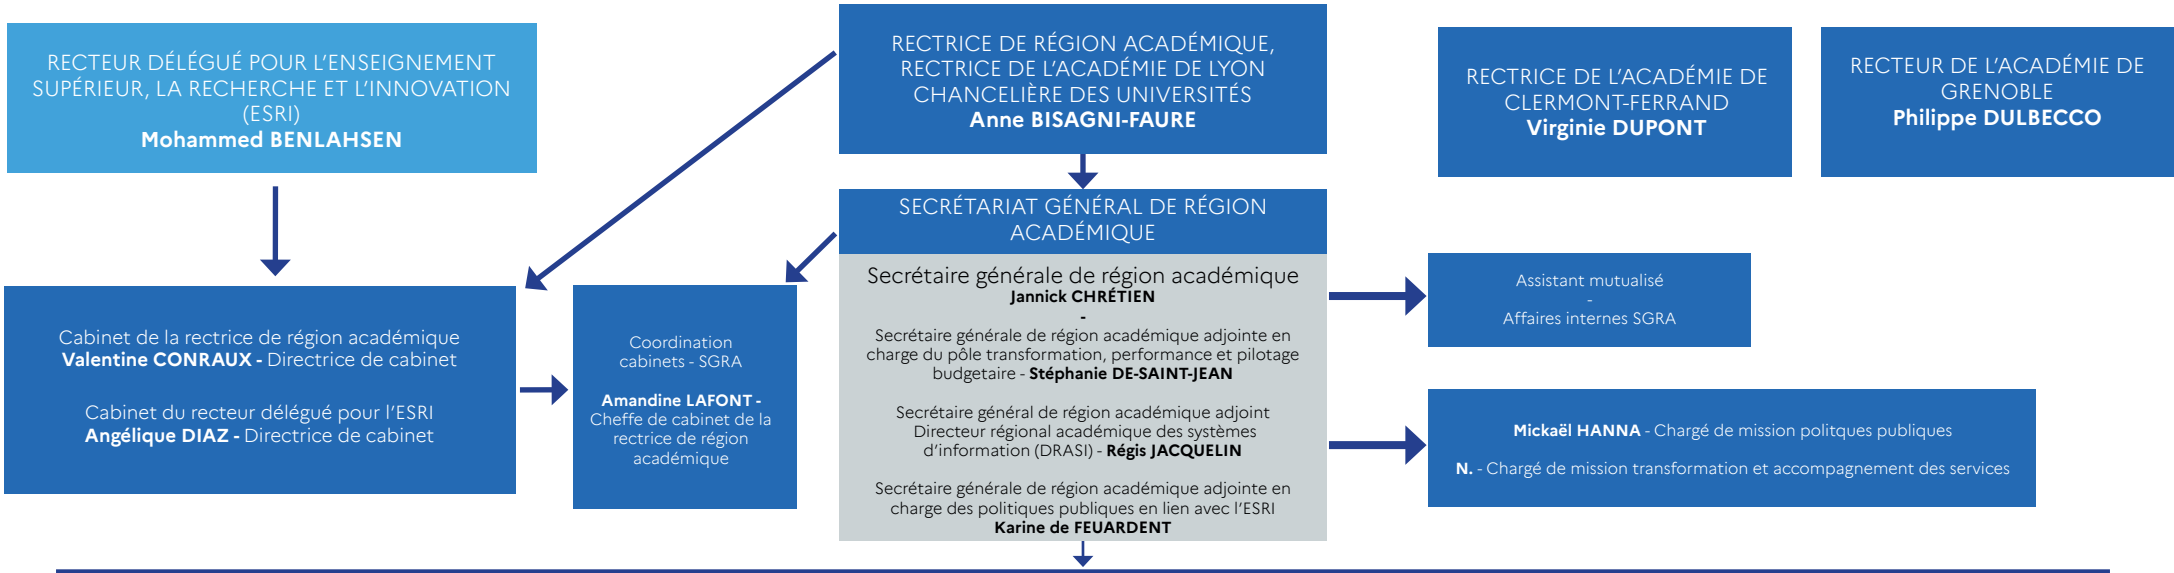 RECTEUR DÉLÉGUÉ POUR L'ENSEIGNEMENT
SUPÉRIEUR, LA RECHERCHE ET L'INNOVATION
(ESRI)
Mohammed BENLAHSEN
RECTRICE DE RÉGION ACADÉMIQUE,
RECTRICE DE L'ACADÉMIE DE LYON
CHANCELIÈRE DES UNIVERSITÉS
Anne BISAGNI-FAURE
RECTRICE DE L'ACADÉMIE DE
CLERMONT-FERRAND
Virginie DUPONT
RECTEUR DE L'ACADÉMIE DE
GRENOBLE
Philippe DULBECCO
SECRÉTARIAT GÉNÉRAL DE RÉGION
ACADÉMIQUE
Cabinet de la rectrice de région académique
Valentine CONRAUX - Directrice de cabinet
Cabinet du recteur délégué pour l'ESRI
Angélique DIAZ - Directrice de cabinet
Coordination
cabinets - SGRA
Amandine LAFONT -
Cheffe de cabinet de la
rectrice de région
académique
Secrétaire générale de région académique
Jannick CHRÉTIEN
-
Secrétaire générale de région académique adjointe en
charge du pôle transformation, performance et pilotage
budgetaire - Stéphanie DE-SAINT-JEAN
Secrétaire général de région académique adjoint
Directeur régional académique des systèmes
d'information (DRASI) - Régis JACQUELIN
Secrétaire générale de région académique adjointe en
charge des politiques publiques en lien avec l'ESRI
Karine de FEUARDENT
Assistant mutualisé
-
Affaires internes SGRA
Mickaël HANNA - Chargé de mission politques publiques
N. - Chargé de mission transformation et accompagnement des services